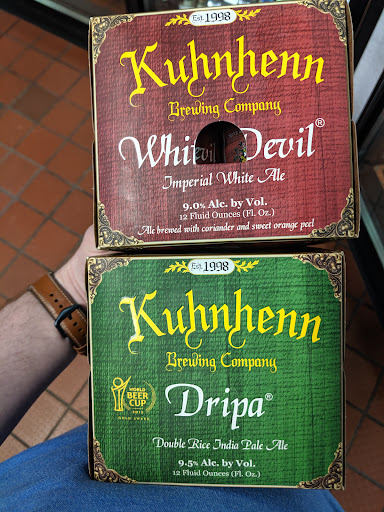 Est. 1998
Kuhnhenn
Brewing Company
White Devil®
Imperial White Ale
9.0% Alc. by Vol.
12 Fluid Ounces (Fl. Oz.)
Ale brewed with coriander and sweet orange peel
Est. 1998
Kuhnhenn
Brewing Company
WORLD
BEER
CUP
Dripa®
Double Rice India Pale Ale
9.5% Alc. by Vol.
12 Fluid Ounces (Fl. Oz.)